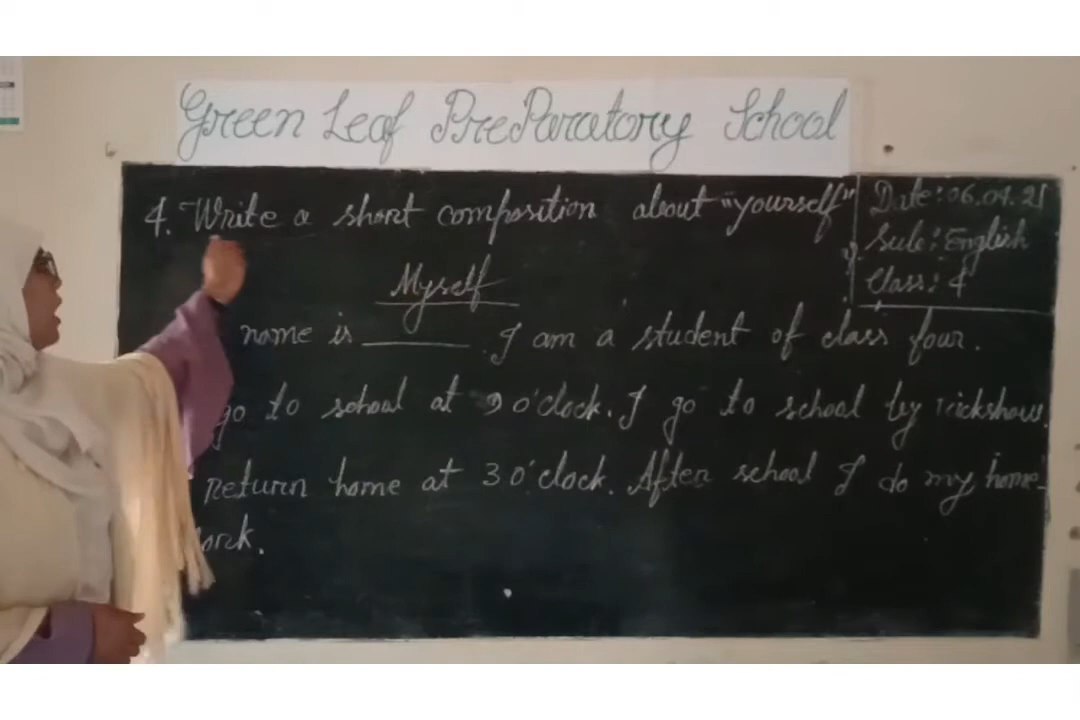 Green Leaf PrePararatory School
4. Write a short composition about "yourself"
Date: 06.04.21
Sub: English
Class: 4
Myself
name is ______. I am a student of class four.
go to school at 9 o'clock. I go to school by rickshaw.
return home at 3 o'clock. After school I do my home-
work.